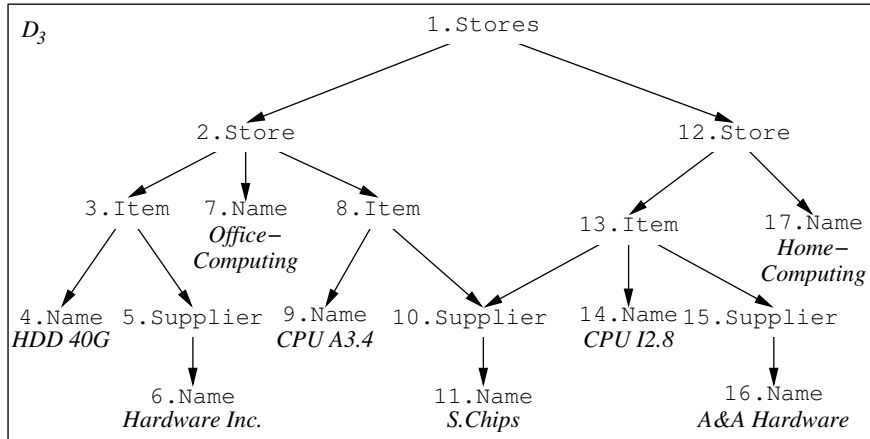 D3
1.Stores
2.Store
12.Store
3.Item
7.Name
Office−
Computing
8.Item
13.Item
17.Name
Home−
Computing
4.Name
HDD 40G
5.Supplier
9.Name
CPU A3.4
10.Supplier
14.Name
CPU I2.8
15.Supplier
6.Name
Hardware Inc.
11.Name
S.Chips
16.Name
A&A Hardware